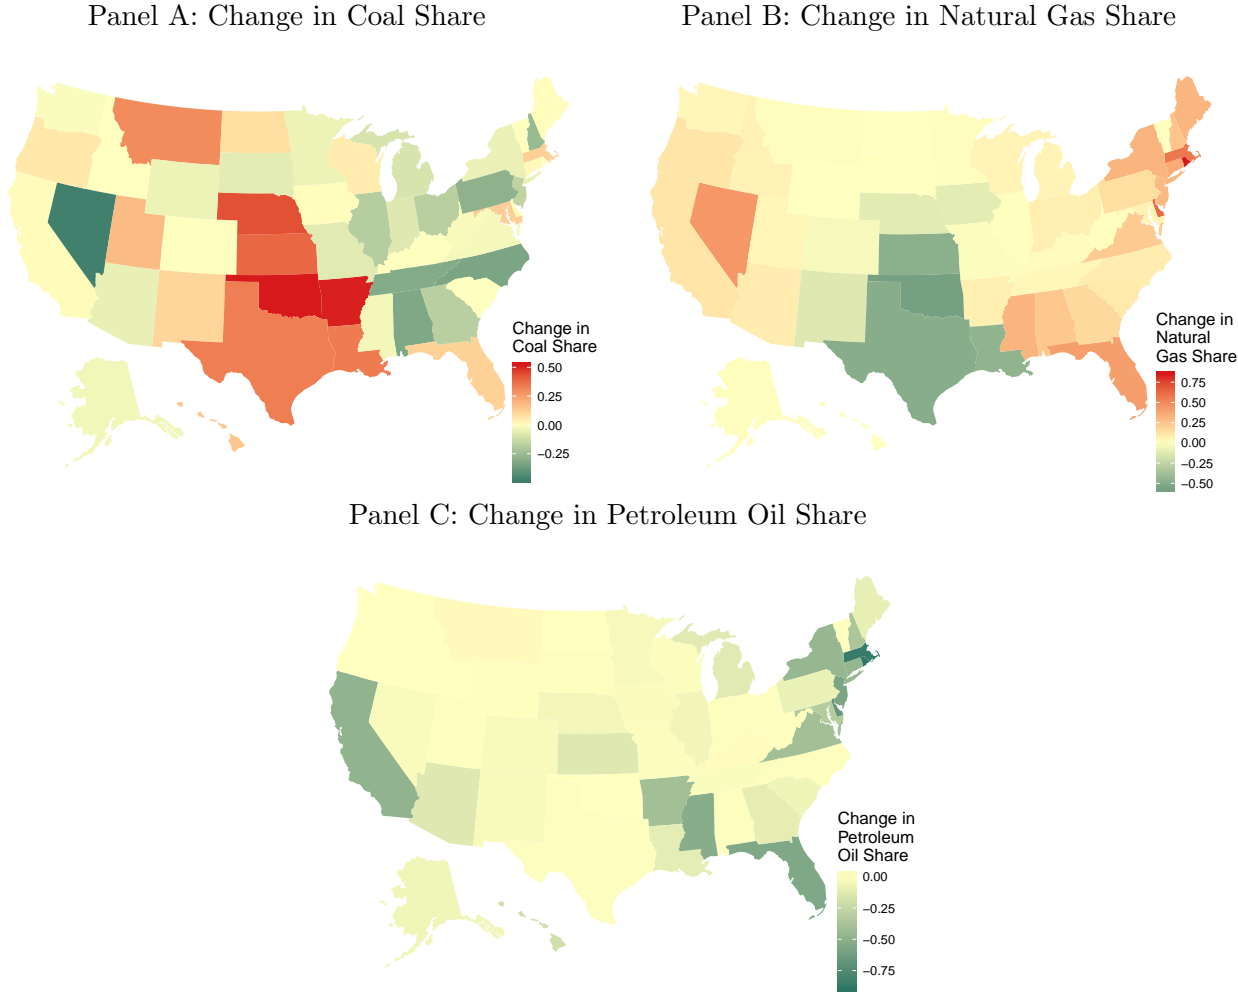 Panel A: Change in Coal Share
Panel B: Change in Natural Gas Share
Change in
Coal Share
0.50
0.25
0.00
−0.25
Change in
Natural
Gas Share
0.75
0.50
0.25
0.00
−0.25
−0.50
Panel C: Change in Petroleum Oil Share
Change in
Petroleum
Oil Share
0.00
−0.25
−0.50
−0.75